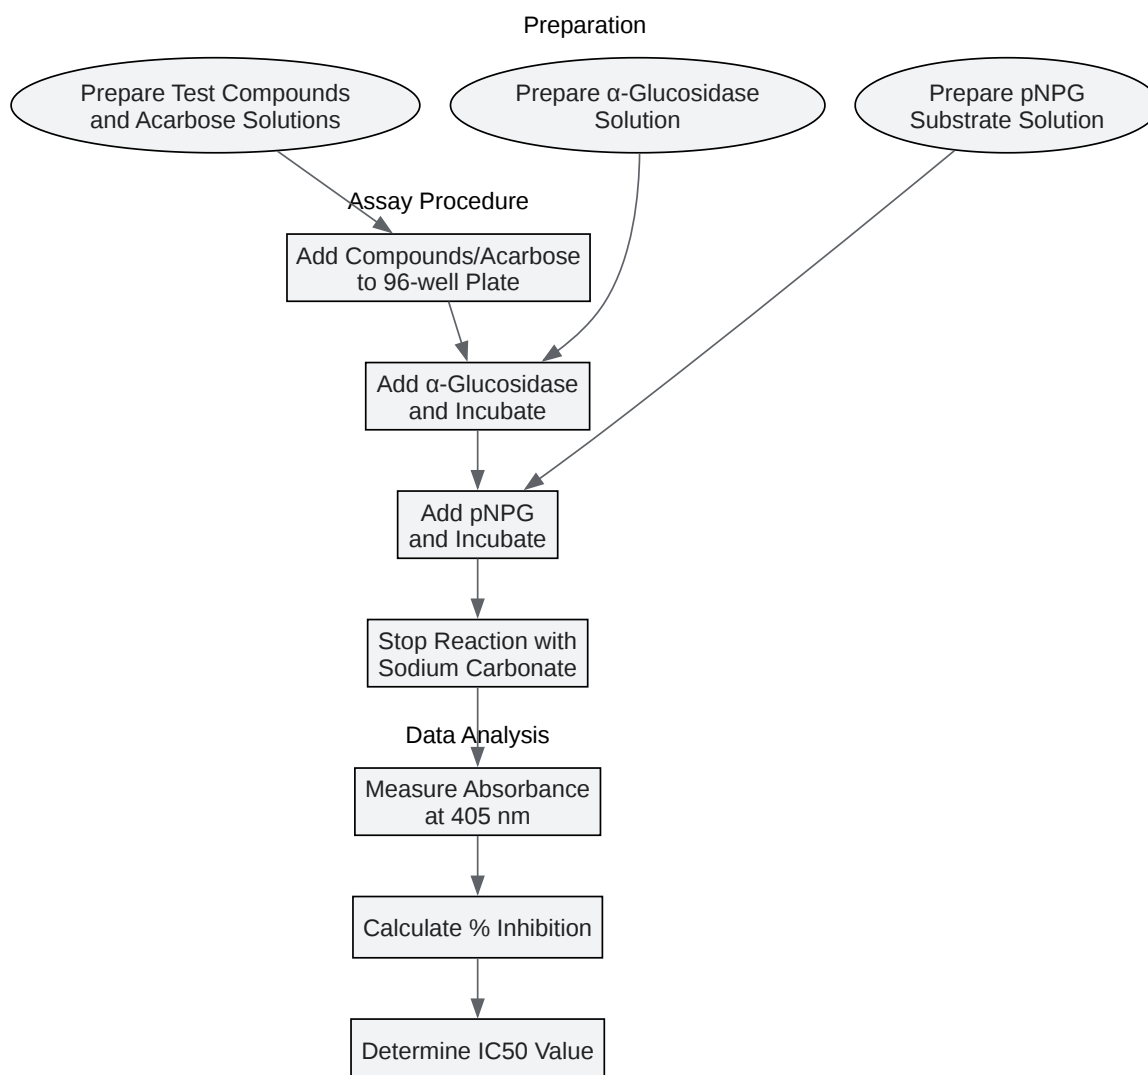 Preparation
Prepare Test Compounds
and Acarbose Solutions
Prepare α-Glucosidase
Solution
Prepare pNPG
Substrate Solution
Assay Procedure
Add Compounds/Acarbose
to 96-well Plate
Add α-Glucosidase
and Incubate
Add pNPG
and Incubate
Stop Reaction with
Sodium Carbonate
Data Analysis
Measure Absorbance
at 405 nm
Calculate % Inhibition
Determine IC50 Value